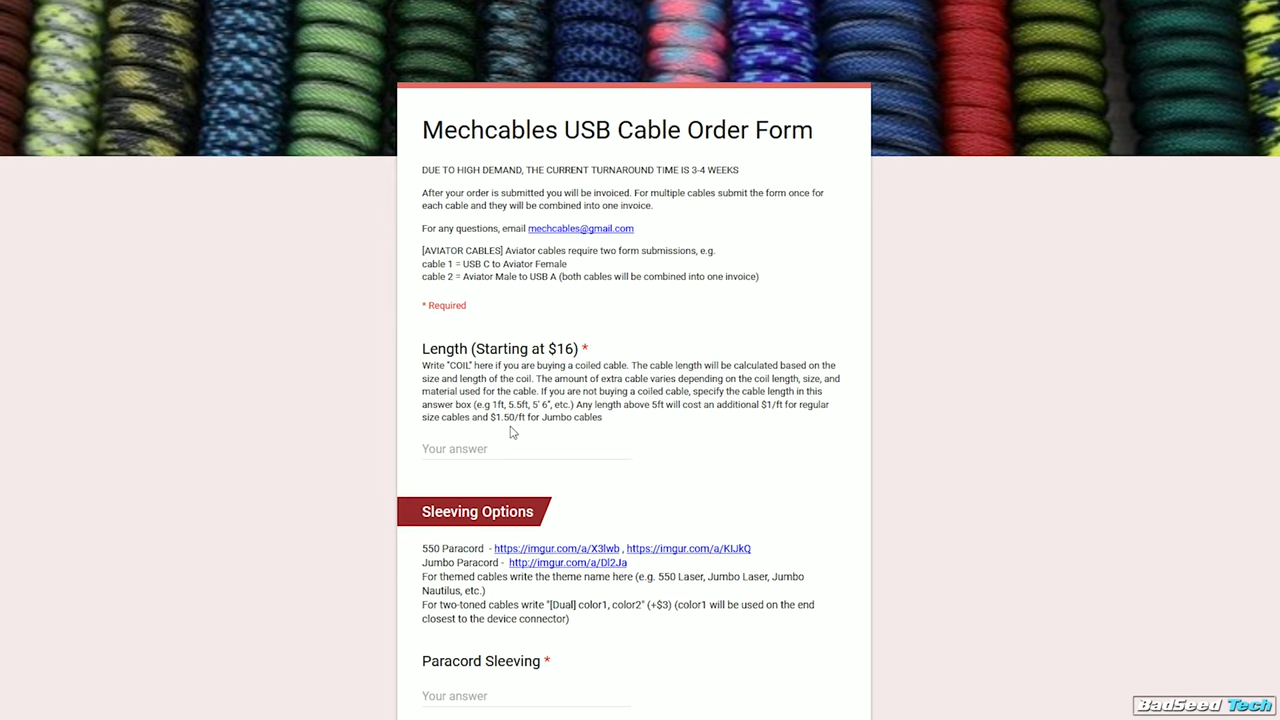 Mechcables USB Cable Order Form
DUE TO HIGH DEMAND, THE CURRENT TURNAROUND TIME IS 3-4 WEEKS
After your order is submitted you will be invoiced. For multiple cables submit the form once for
each cable and they will be combined into one invoice.
For any questions, email mechcables@gmail.com
[AVIATOR CABLES] Aviator cables require two form submissions, e.g.
cable 1 = USB C to Aviator Female
cable 2 = Aviator Male to USB A (both cables will be combined into one invoice)
* Required
Length (Starting at $16) *
Write "COIL" here if you are buying a coiled cable. The cable length will be calculated based on the
size and length of the coil. The amount of extra cable varies depending on the coil length, size, and
material used for the cable. If you are not buying a coiled cable, specify the cable length in this
answer box (e.g 1ft, 5.5ft, 5' 6", etc.) Any length above 5ft will cost an additional $1/ft for regular
size cables and $1.50/ft for Jumbo cables
Your answer
Sleeving Options
550 Paracord - https://imgur.com/a/X3lwb , https://imgur.com/a/KIJkQ
Jumbo Paracord - http://imgur.com/a/Dl2Ja
For themed cables write the theme name here (e.g. 550 Laser, Jumbo Laser, Jumbo
Nautilus, etc.)
For two-toned cables write "[Dual] color1, color2" (+$3) (color1 will be used on the end
closest to the device connector)
Paracord Sleeving *
Your answer
BadSeed Tech